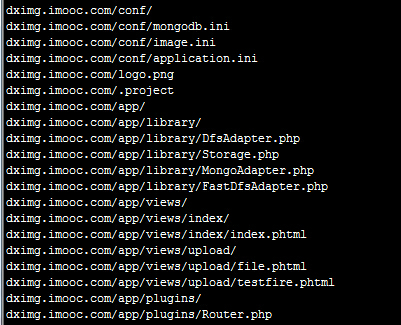 dximg.imooc.com/conf/
dximg.imooc.com/conf/mongodb.ini
dximg.imooc.com/conf/image.ini
dximg.imooc.com/conf/application.ini
dximg.imooc.com/logo.png
dximg.imooc.com/.project
dximg.imooc.com/app/
dximg.imooc.com/app/library/
dximg.imooc.com/app/library/DfsAdapter.php
dximg.imooc.com/app/library/Storage.php
dximg.imooc.com/app/library/MongoAdapter.php
dximg.imooc.com/app/library/FastDfsAdapter.php
dximg.imooc.com/app/views/
dximg.imooc.com/app/views/index/
dximg.imooc.com/app/views/index/index.phtml
dximg.imooc.com/app/views/upload/
dximg.imooc.com/app/views/upload/file.phtml
dximg.imooc.com/app/views/upload/testfire.phtml
dximg.imooc.com/app/plugins/
dximg.imooc.com/app/plugins/Router.php